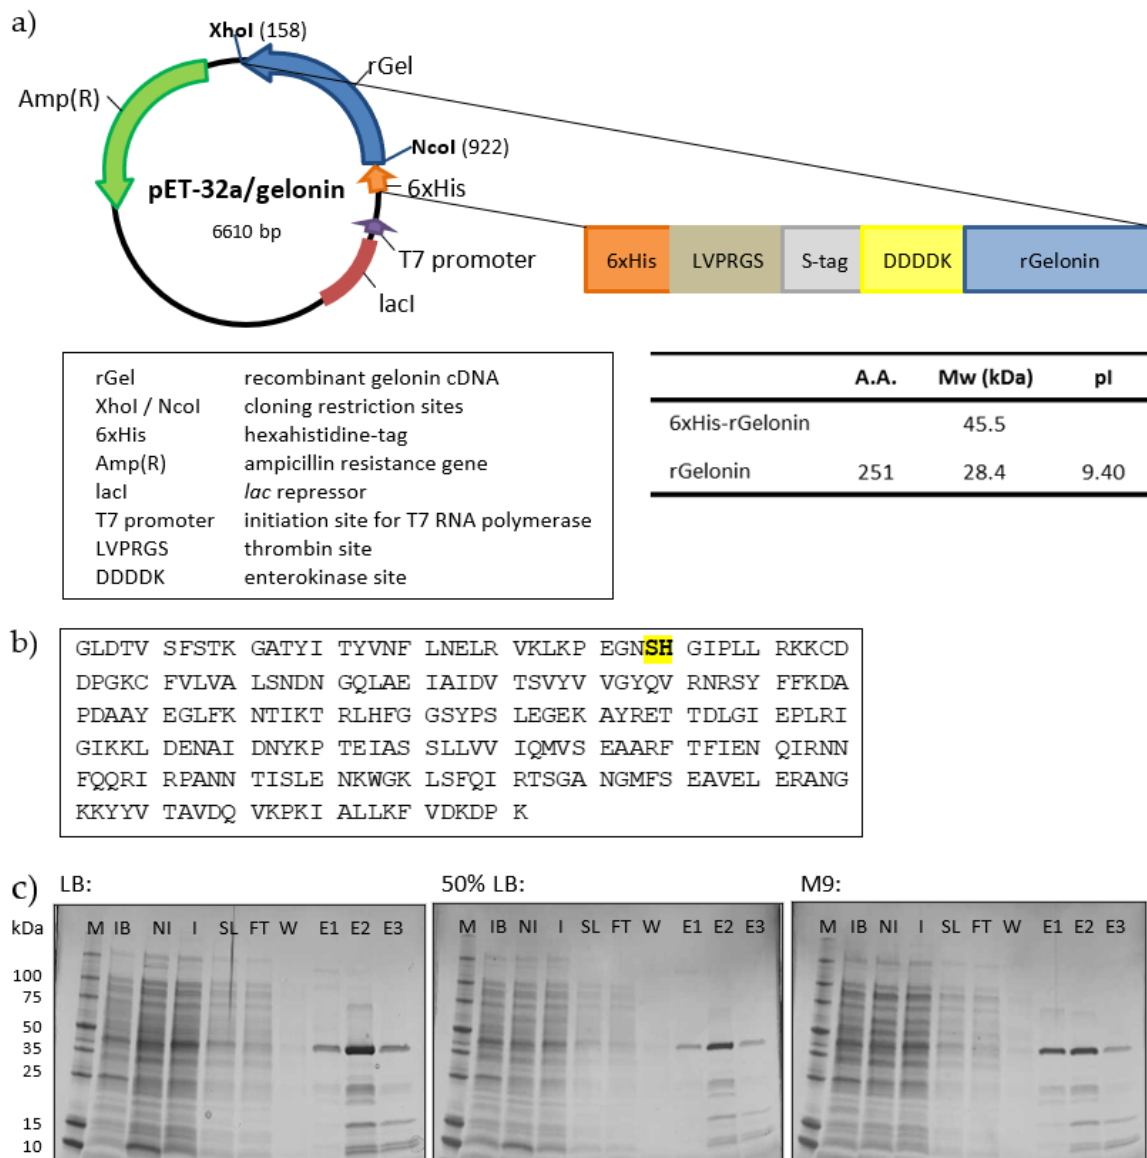 a)
XhoI (158)
rGel
Amp(R)
NcoI (922)
pET-32a/gelonin
6xHis
6610 bp
T7 promoter
lacI
6xHis LVPRGS S-tag DDDDK rGelonin
rGel recombinant gelonin cDNA
XhoI / NcoI cloning restriction sites
6xHis hexahistidine-tag
Amp(R) ampicillin resistance gene
lacI lac repressor
T7 promoter initiation site for T7 RNA polymerase
LVPRGS thrombin site
DDDDK enterokinase site
A.A. Mw (kDa) pI
6xHis-rGelonin 45.5
rGelonin 251 28.4 9.40
b)
GLDTV SFSTK GATYI TYVNF LNELR VKLKP EGNSH GIPLL RKKCD
DPGKC FVLVA LSNDN GQLAE IAIDV TSVYV VGYQV RNRSY FFKDA
PDAAY EGLFK NTIKT RLHFG GSYPS LEGEK AYRET TDLGI EPLRI
GIKKL DENAI DNYKP TEIAS SLLVV IQMVS EAARF TFIEN QIRNN
FQQRI RPANN TISLE NKWGK LSFQI RTSGA NGMFS EAVEL ERANG
KKYYV TAVDQ VKPKI ALLKF VDKDP K
c)
LB:
50% LB:
M9:
kDa
M IB NI I SL FT W E1 E2 E3
M IB NI I SL FT W E1 E2 E3
M IB NI I SL FT W E1 E2 E3
100
75
50
35
25
15
10